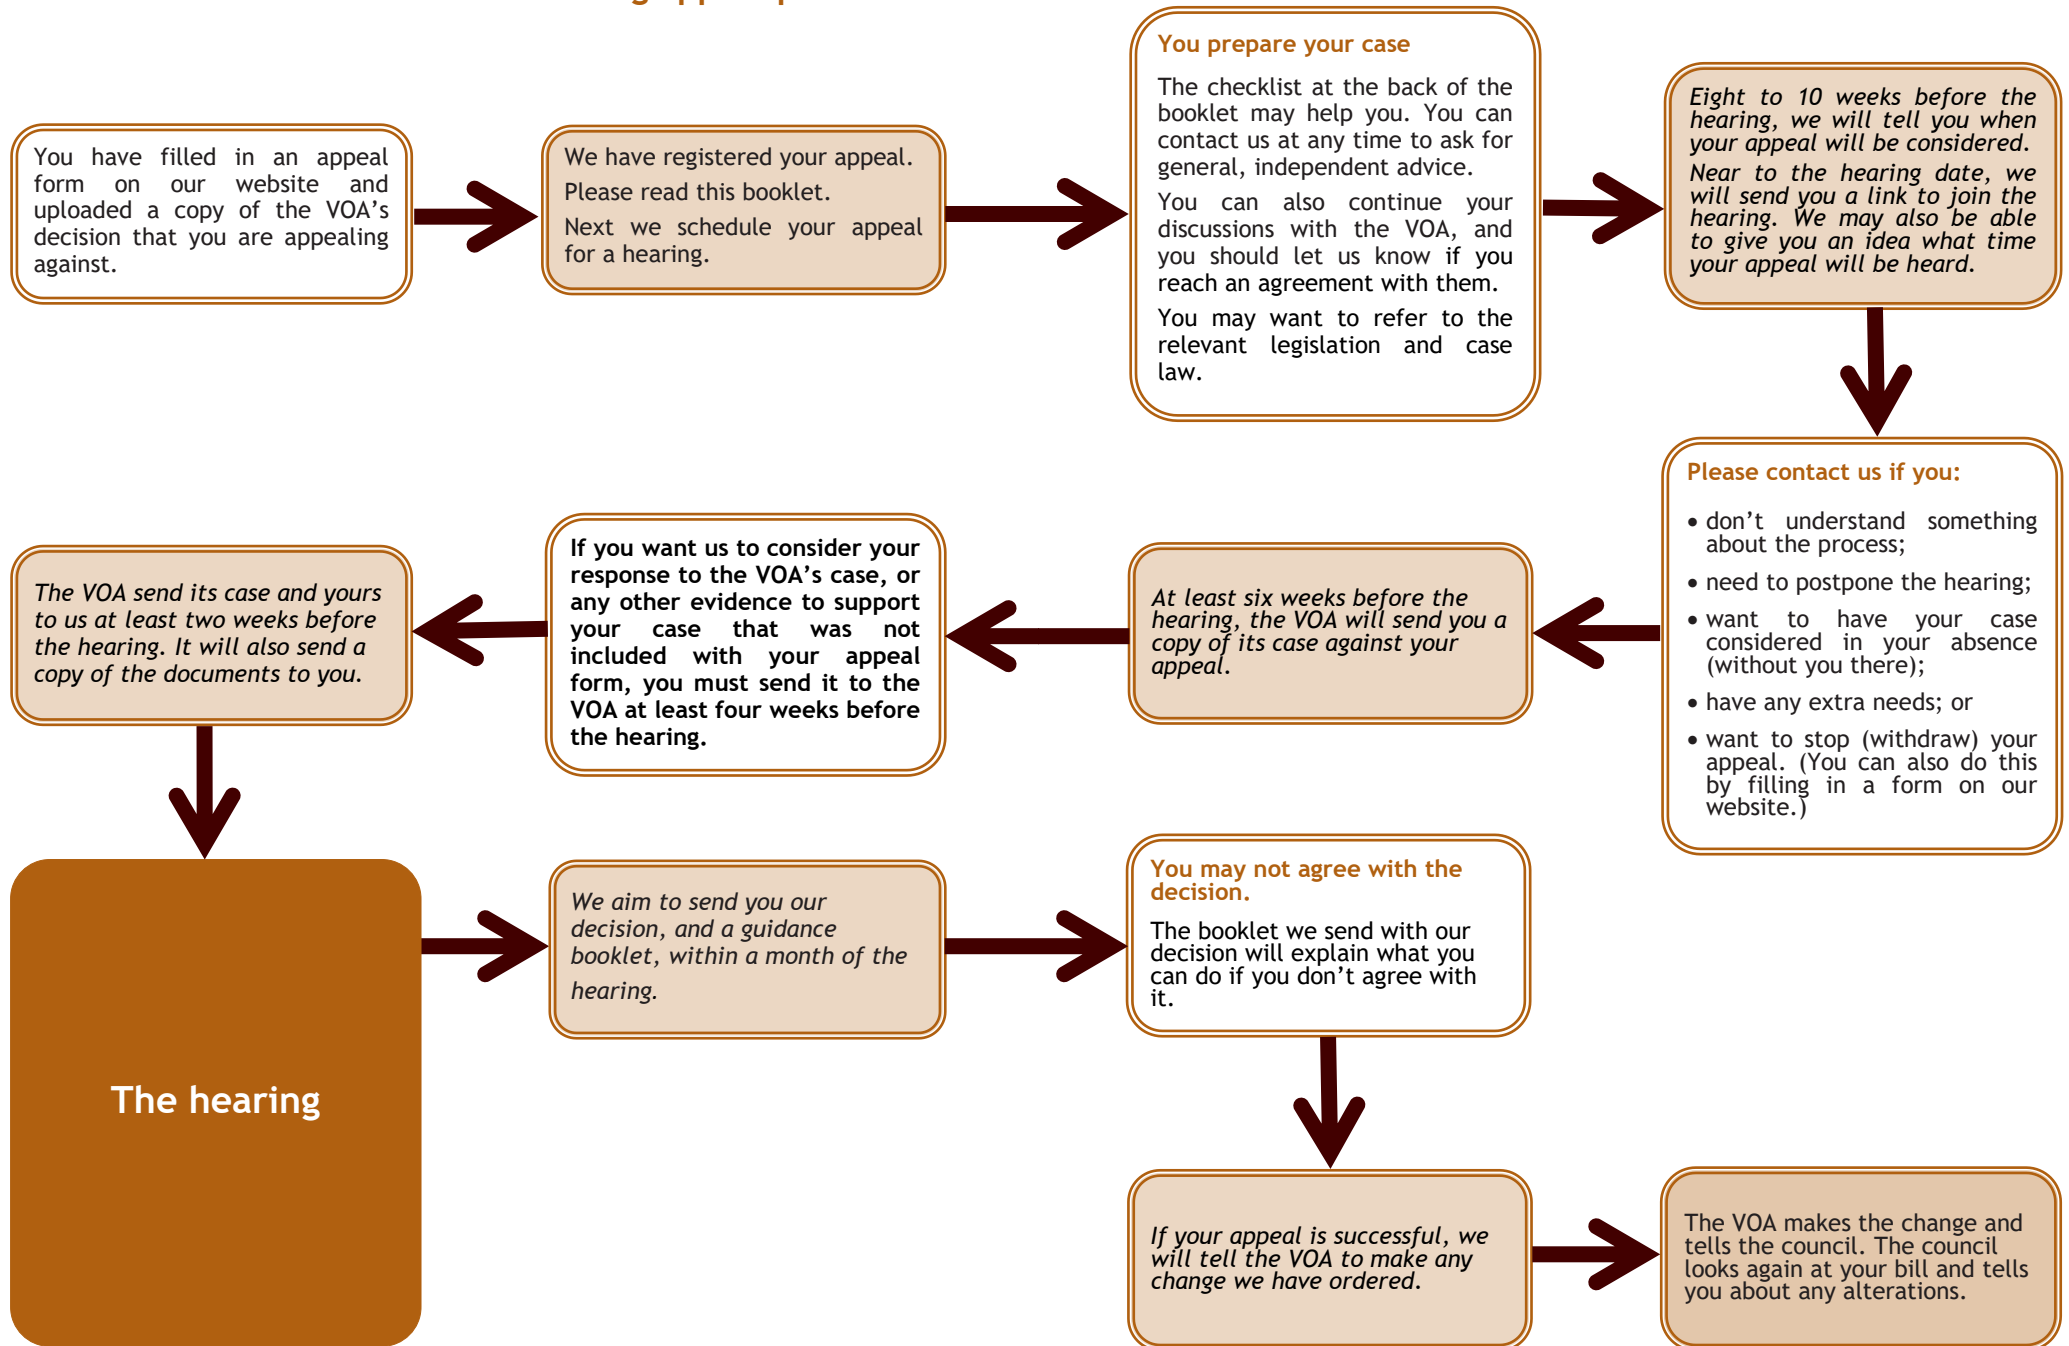 You have filled in an appeal
form on our website and
uploaded a copy of the VOA’s
decision that you are appealing
against.
We have registered your appeal.
Please read this booklet.
Next we schedule your appeal
for a hearing.
You prepare your case
The checklist at the back of the
booklet may help you. You can
contact us at any time to ask for
general, independent advice.
You can also continue your
discussions with the VOA, and
you should let us know if you
reach an agreement with them.
You may want to refer to the
relevant legislation and case
law.
Eight to 10 weeks before the
hearing, we will tell you when
your appeal will be considered.
Near to the hearing date, we
will send you a link to join the
hearing. We may also be able
to give you an idea what time
your appeal will be heard.
Please contact us if you:
• don’t understand something
about the process;
• need to postpone the hearing;
• want to have your case
considered in your absence
(without you there);
• have any extra needs; or
• want to stop (withdraw) your
appeal. (You can also do this
by filling in a form on our
website.)
At least six weeks before the
hearing, the VOA will send you a
copy of its case against your
appeal.
If you want us to consider your
response to the VOA’s case, or
any other evidence to support
your case that was not
included with your appeal
form, you must send it to the
VOA at least four weeks before
the hearing.
The VOA send its case and yours
to us at least two weeks before
the hearing. It will also send a
copy of the documents to you.
The hearing
We aim to send you our
decision, and a guidance
booklet, within a month of the
hearing.
You may not agree with the
decision.
The booklet we send with our
decision will explain what you
can do if you don’t agree with
it.
If your appeal is successful, we
will tell the VOA to make any
change we have ordered.
The VOA makes the change and
tells the council. The council
looks again at your bill and tells
you about any alterations.